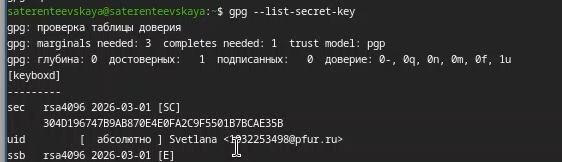 saterenteevskaya@saterenteevskaya:~$ gpg --list-secret-key
gpg: проверка таблицы доверия
gpg: marginals needed: 3  completes needed: 1  trust model: pgp
gpg: глубина: 0  достоверных:   1  подписанных:   0  доверие: 0-, 0q, 0n, 0m, 0f, 1u
[keyboxd]
---------
sec   rsa4096 2026-03-01 [SC]
      304D196747B9AB870E4E0FA2C9F5501B7BCAE35B
uid         [  абсолютно ] Svetlana <1032253498@pfur.ru>
ssb   rsa4096 2026-03-01 [E]